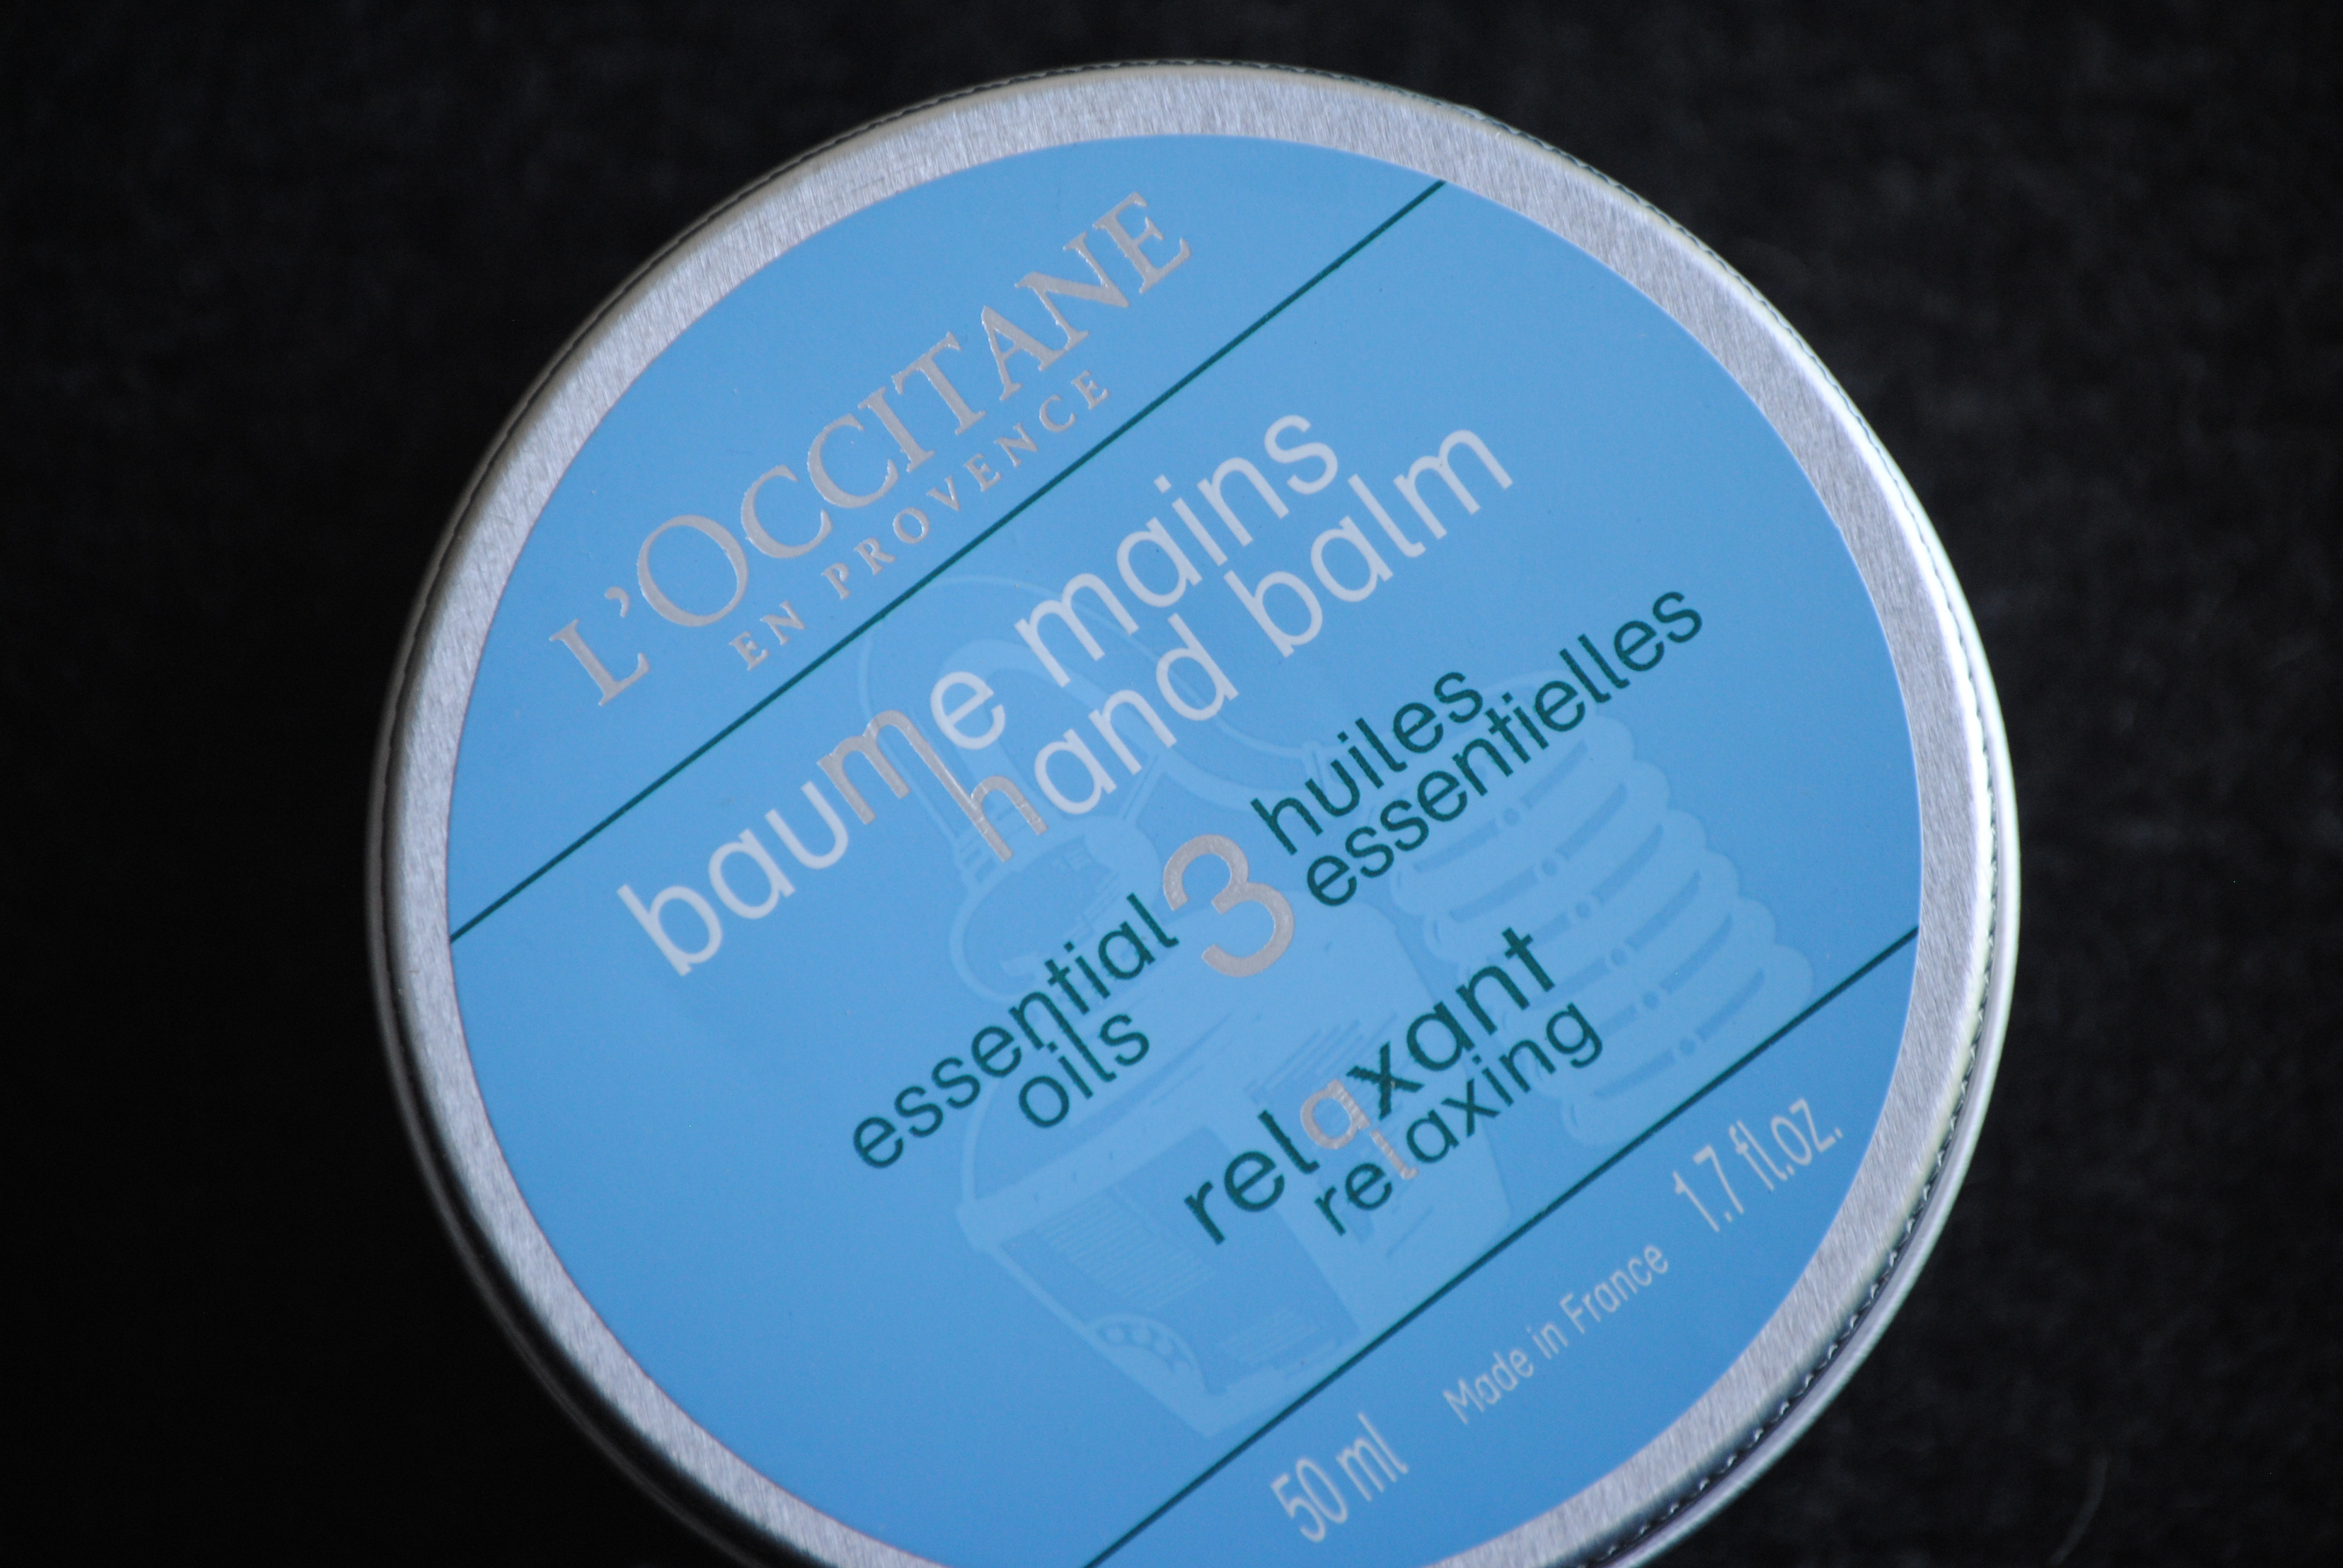 L'OCCITANE
EN PROVENCE
baume mains
hand balm
essential
oils
3
huiles
essentielles
relaxant
relaxing
50 ml
Made in France
1.7 fl.oz.